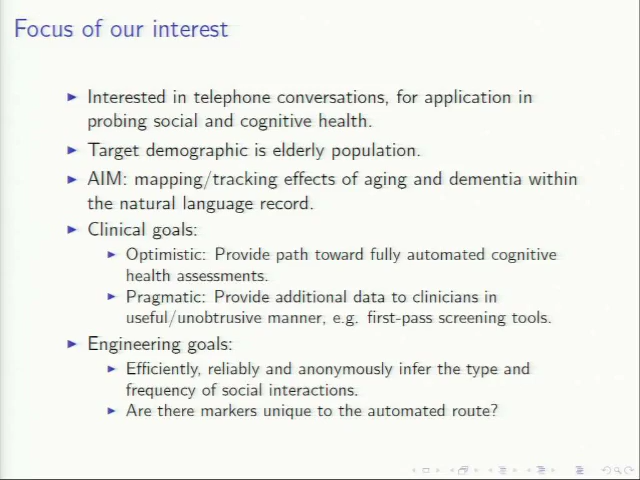 Focus of our interest
Interested in telephone conversations, for application in
probing social and cognitive health.
Target demographic is elderly population.
AIM: mapping/tracking effects of aging and dementia within
the natural language record.
Clinical goals:
Optimistic: Provide path toward fully automated cognitive
health assessments.
Pragmatic: Provide additional data to clinicians in
useful/unobtrusive manner, e.g. first-pass screening tools.
Engineering goals:
Efficiently, reliably and anonymously infer the type and
frequency of social interactions.
Are there markers unique to the automated route?